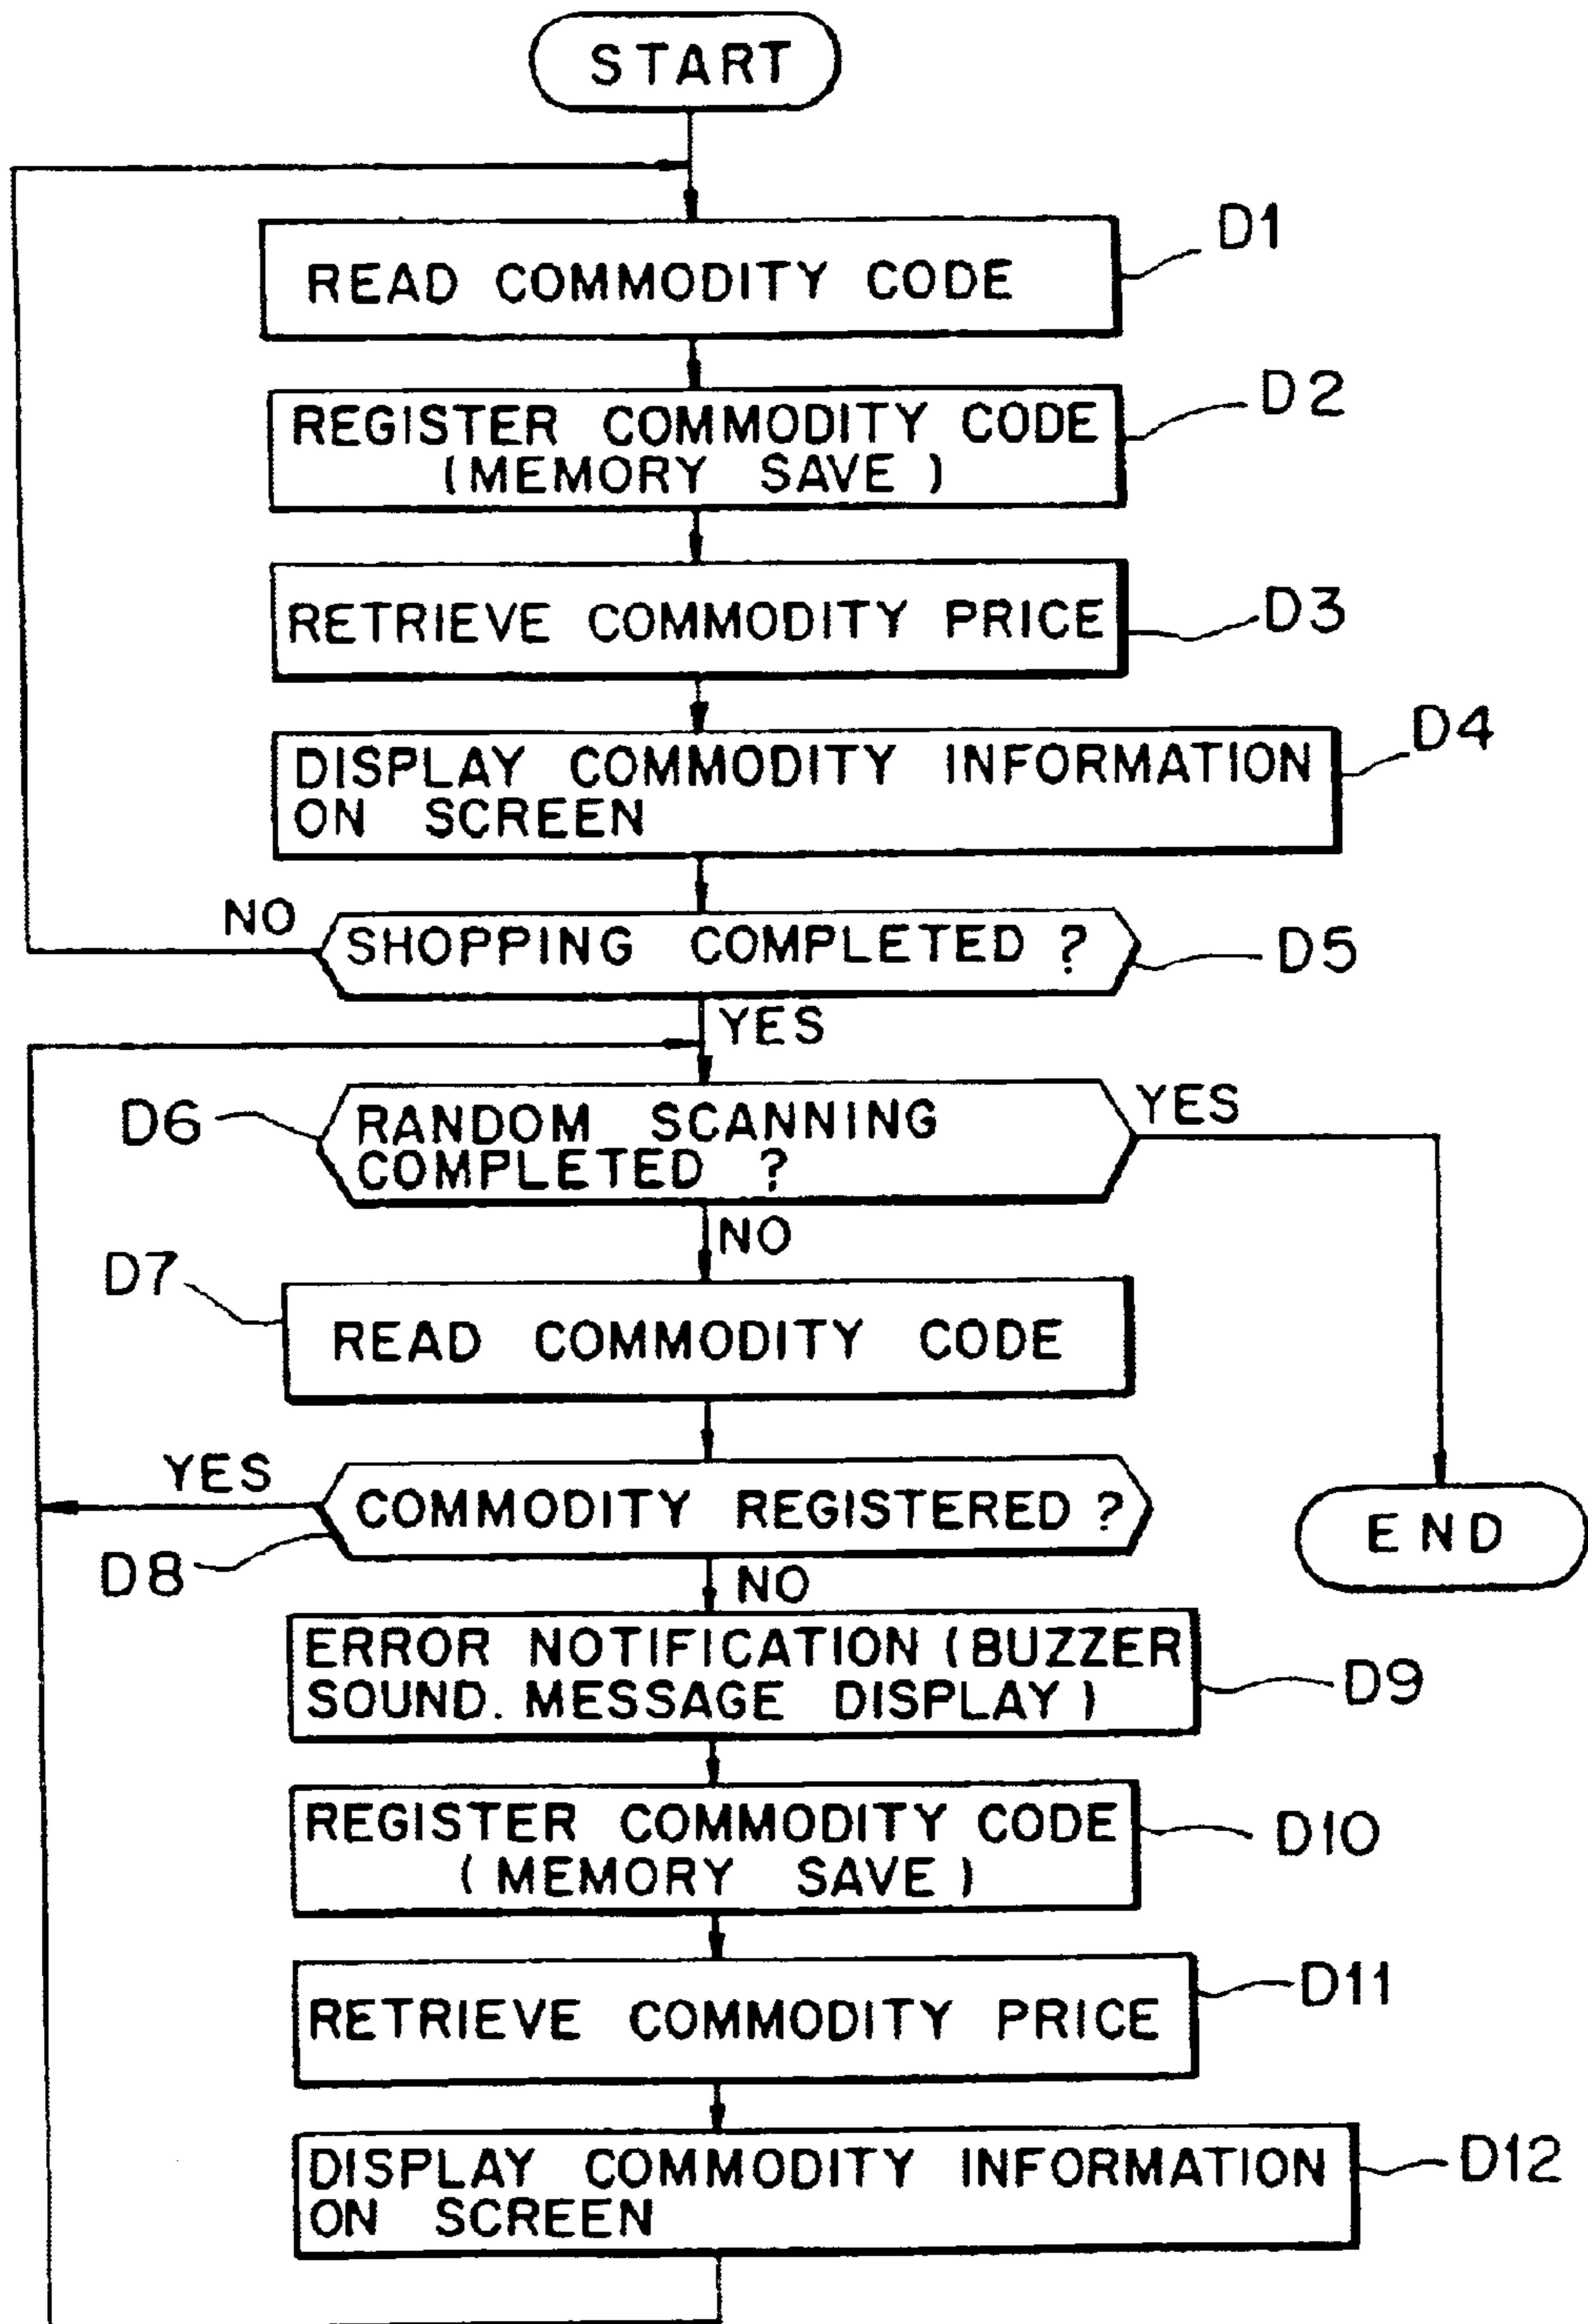 START
READ COMMODITY CODE
D1
REGISTER COMMODITY CODE
(MEMORY SAVE)
D2
RETRIEVE COMMODITY PRICE
D3
DISPLAY COMMODITY INFORMATION
ON SCREEN
D4
NO
SHOPPING COMPLETED ?
D5
YES
D6
RANDOM SCANNING
COMPLETED ?
YES
NO
D7
READ COMMODITY CODE
YES
COMMODITY REGISTERED ?
D8
END
NO
ERROR NOTIFICATION (BUZZER
SOUND. MESSAGE DISPLAY)
D9
REGISTER COMMODITY CODE
(MEMORY SAVE)
D10
RETRIEVE COMMODITY PRICE
D11
DISPLAY COMMODITY INFORMATION
ON SCREEN
D12